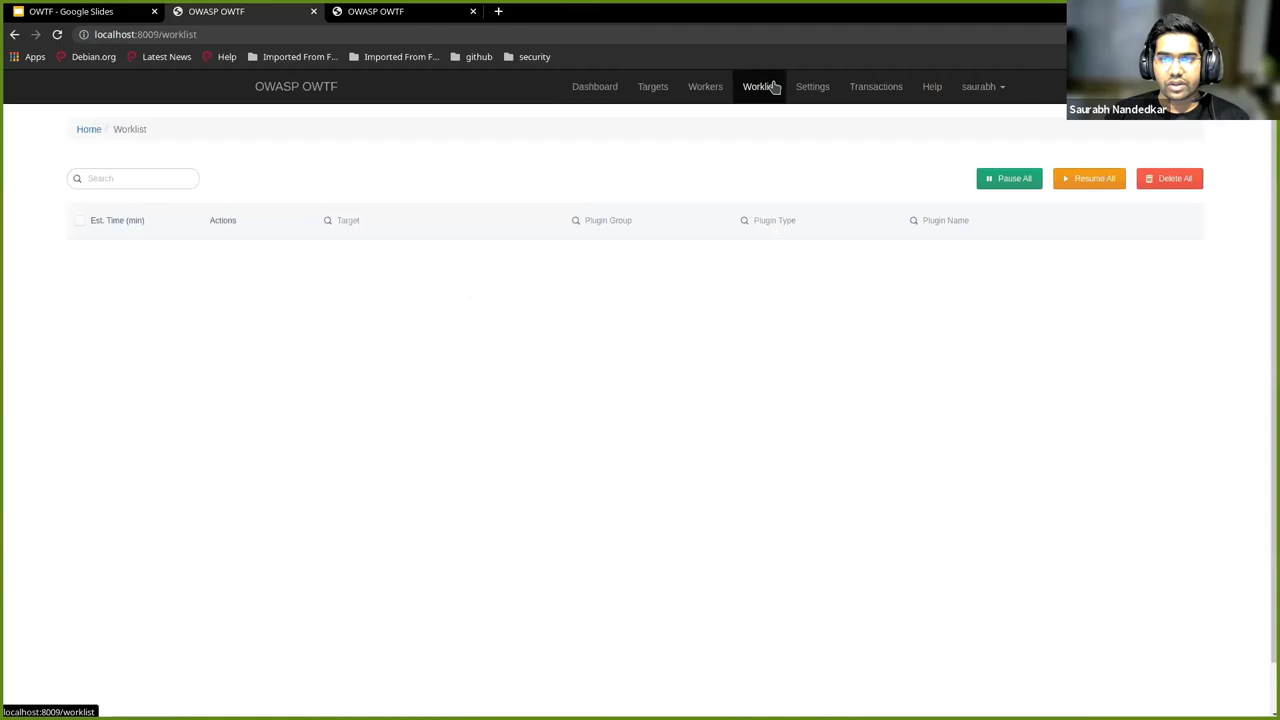 OWTF - Google Slides
OWASP OWTF
OWASP OWTF
localhost:8009/worklist
Apps
Debian.org
Latest News
Help
Imported From F...
Imported From F...
github
security
OWASP OWTF
Dashboard
Targets
Workers
Worklist
Settings
Transactions
Help
saurabh
Saurabh Nandedkar
Home / Worklist
Search
Pause All
Resume All
Delete All
Est. Time (min)
Actions
Target
Plugin Group
Plugin Type
Plugin Name
localhost:8009/worklist